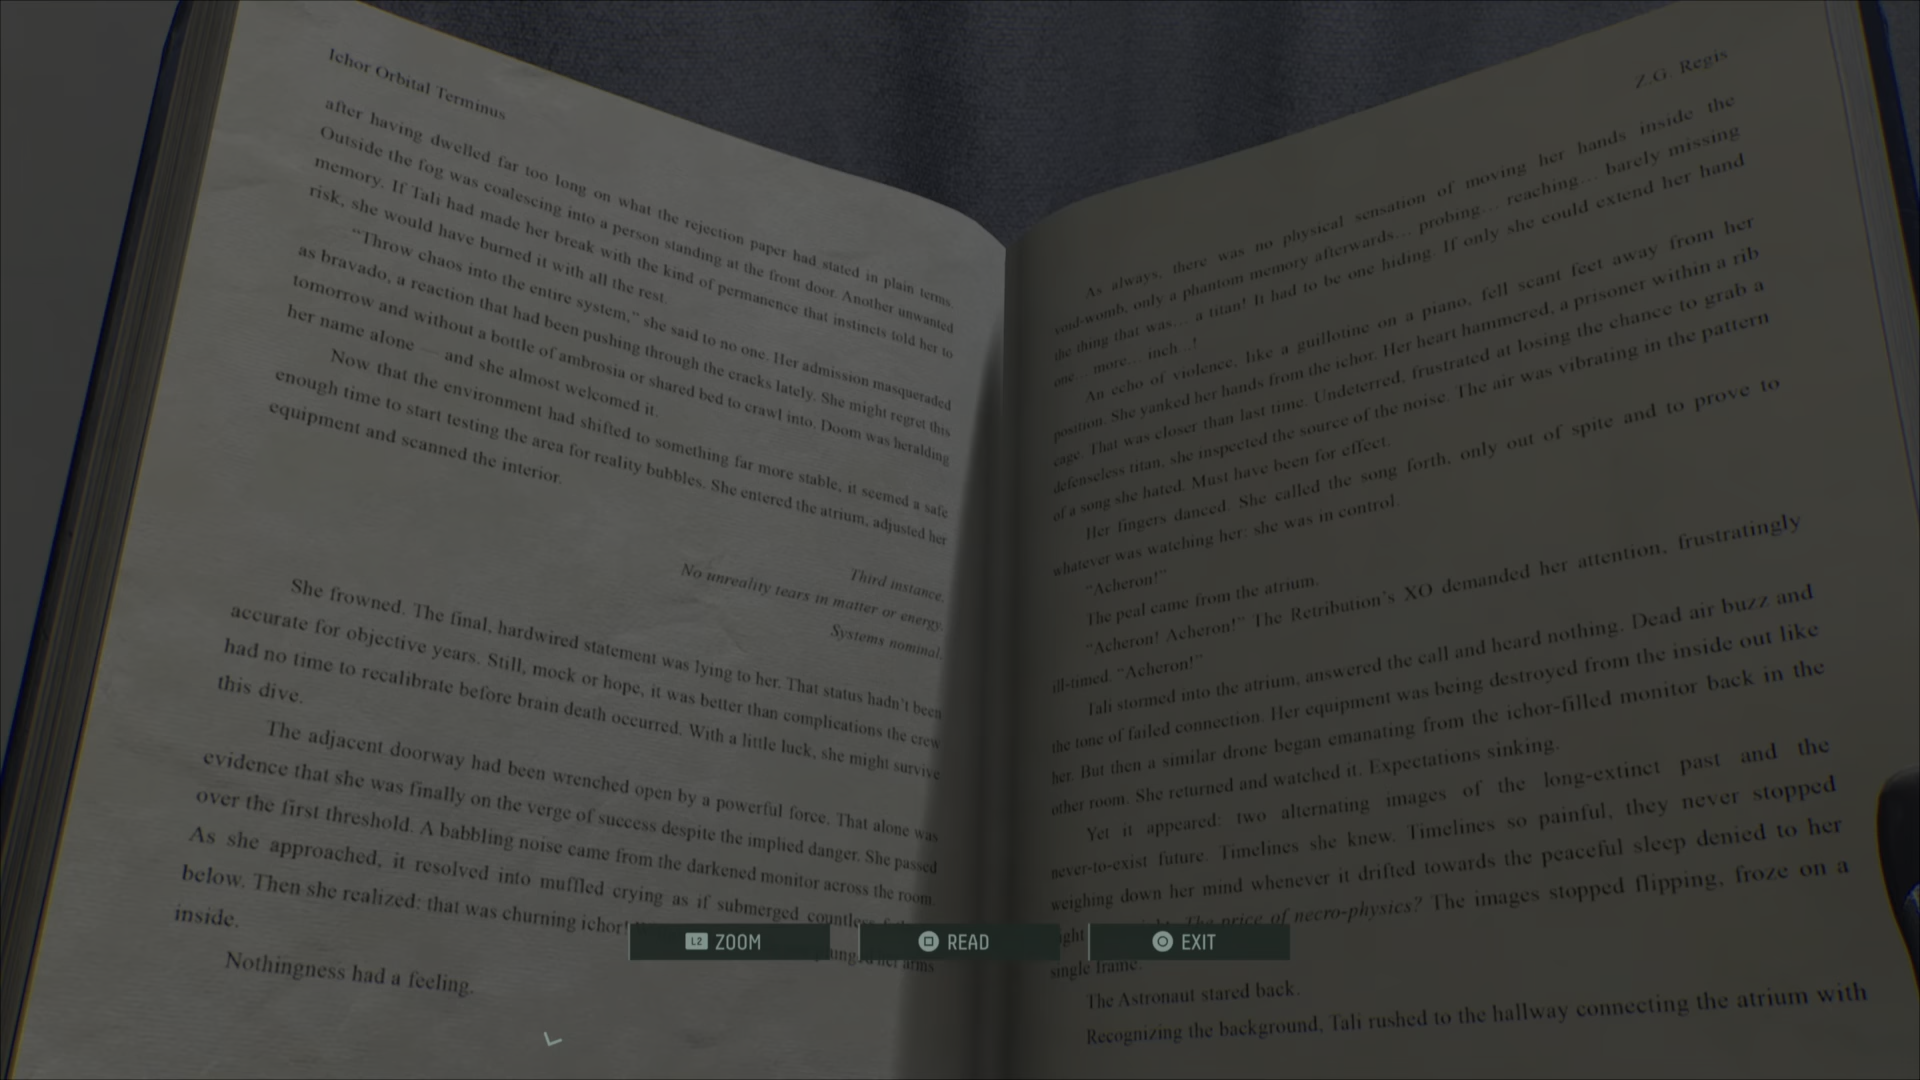 Ichor Orbital Terminus
after having dwelled far too long on what the rejection paper had stated in plain terms.
Outside the fog was coalescing into a person standing at the front door. Another unwanted
memory. If Tali had made her break with the kind of permanence that instincts told her to
risk, she would have burned it with all the rest.
“Throw chaos into the entire system,” she said to no one. Her admission masqueraded
as bravado, a reaction that had been pushing through the cracks lately. She might regret this
tomorrow and without a bottle of ambrosia or shared bed to crawl into. Doom was heralding
her name alone — and she almost welcomed it.
Now that the environment had shifted to something far more stable, it seemed a safe
enough time to start testing the area for reality bubbles. She entered the atrium, adjusted her
equipment and scanned the interior.
Third instance.
No unreality tears in matter or energy.
Systems nominal.
She frowned. The final, hardwired statement was lying to her. That status hadn't been
accurate for objective years. Still, mock or hope, it was better than complications the crew
had no time to recalibrate before brain death occurred. With a little luck, she might survive
this dive.
The adjacent doorway had been wrenched open by a powerful force. That alone was
evidence that she was finally on the verge of success despite the implied danger. She passed
over the first threshold. A babbling noise came from the darkened monitor across the room.
As she approached, it resolved into muffled crying as if submerged countless
below. Then she realized: that was churning ichor! her arms
inside.
Nothingness had a feeling.
Z.G. Regis
As always, there was no physical sensation of moving her hands inside the
void-womb, only a phantom memory afterwards... probing... reaching... barely missing
the thing that was... a titan! It had to be one hiding. If only she could extend her hand
one... more... inch...!
An echo of violence, like a guillotine on a piano, fell scant feet away from her
position. She yanked her hands from the ichor. Her heart hammered, a prisoner within a rib
cage. That was closer than last time. Undeterred, frustrated at losing the chance to grab a
defenseless titan, she inspected the source of the noise. The air was vibrating in the pattern
of a song she hated. Must have been for effect.
Her fingers danced. She called the song forth, only out of spite and to prove to
whatever was watching her: she was in control.
“Acheron!”
The peal came from the atrium.
“Acheron! Acheron!” The Retribution's XO demanded her attention, frustratingly
ill-timed. “Acheron!”
Tali stormed into the atrium, answered the call and heard nothing. Dead air buzz and
the tone of failed connection. Her equipment was being destroyed from the inside out like
her. But then a similar drone began emanating from the ichor-filled monitor back in the
other room. She returned and watched it. Expectations sinking.
Yet it appeared: two alternating images of the long-extinct past and the
never-to-exist future. Timelines she knew. Timelines so painful, they never stopped
weighing down her mind whenever it drifted towards the peaceful sleep denied to her
The price of necro-physics? The images stopped flipping, froze on a
single frame.
The Astronaut stared back.
Recognizing the background, Tali rushed to the hallway connecting the atrium with
L2 ZOOM
READ
EXIT